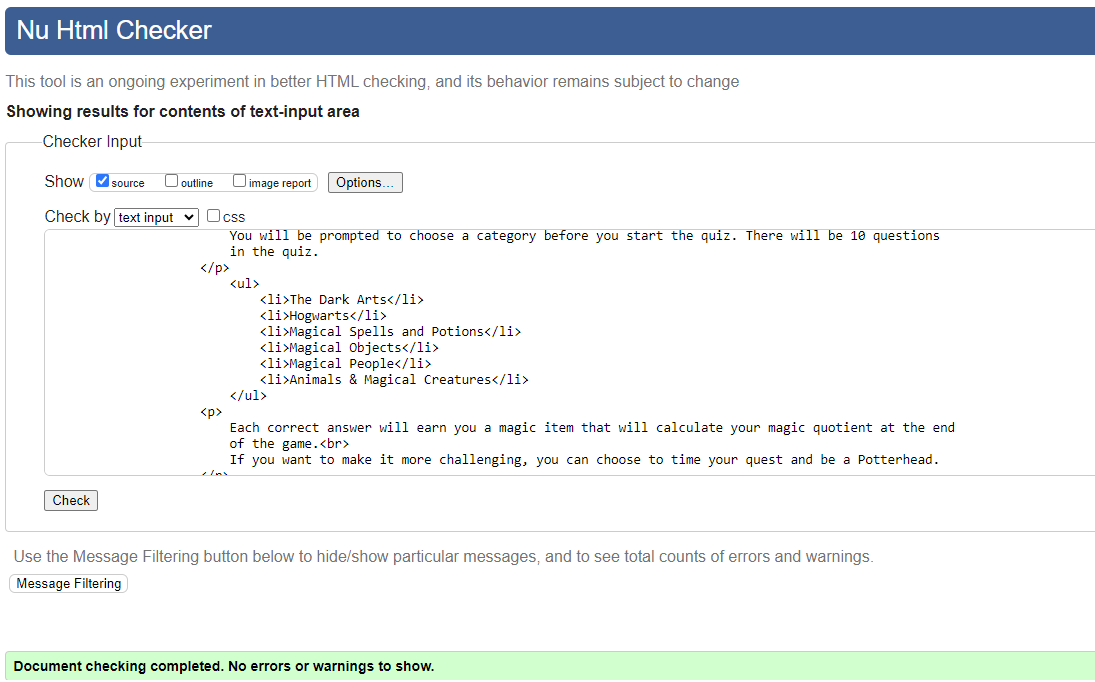 Nu Html Checker
This tool is an ongoing experiment in better HTML checking, and its behavior remains subject to change
Showing results for contents of text-input area
Checker Input
Show source outline image report Options...
Check by text input css
You will be prompted to choose a category before you start the quiz. There will be 10 questions
in the quiz.
</p>
<ul>
<li>The Dark Arts</li>
<li>Hogwarts</li>
<li>Magical Spells and Potions</li>
<li>Magical Objects</li>
<li>Magical People</li>
<li>Animals & Magical Creatures</li>
</ul>
<p>
Each correct answer will earn you a magic item that will calculate your magic quotient at the end
of the game.<br>
If you want to make it more challenging, you can choose to time your quest and be a Potterhead.
Check
Use the Message Filtering button below to hide/show particular messages, and to see total counts of errors and warnings.
Message Filtering
Document checking completed. No errors or warnings to show.